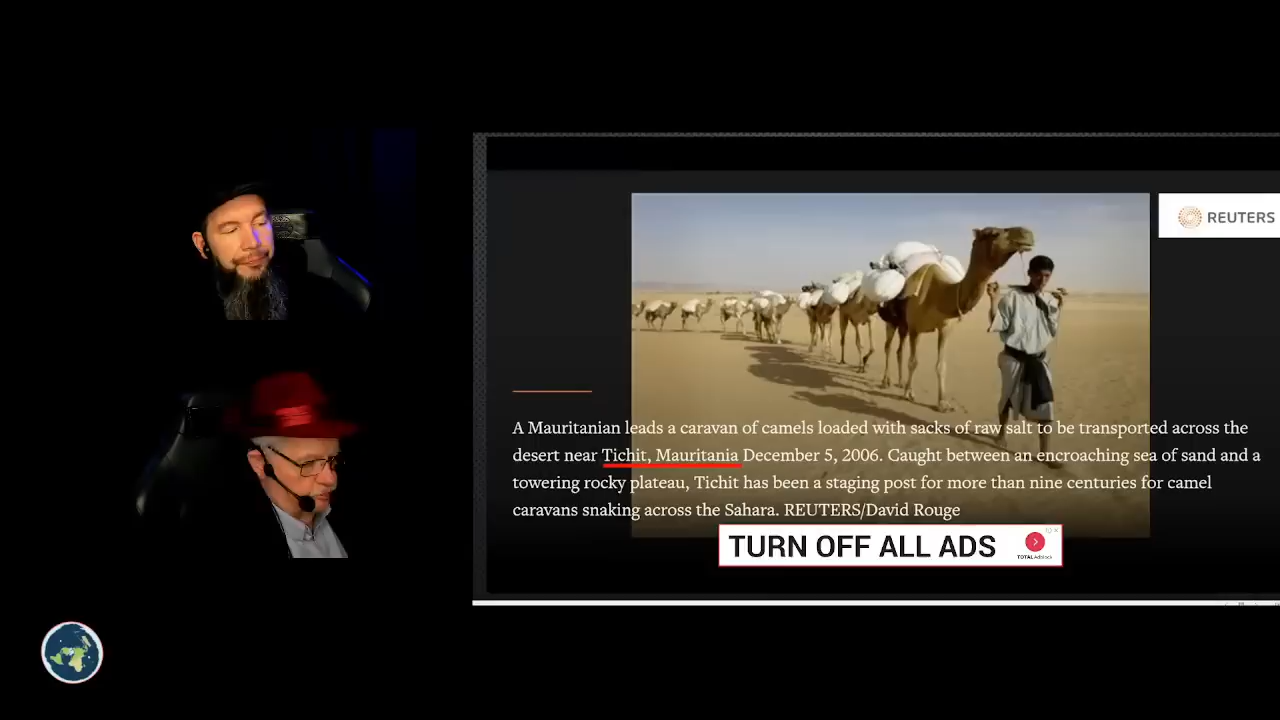 REUTERS
A Mauritanian leads a caravan of camels loaded with sacks of raw salt to be transported across the
desert near Tichit, Mauritania December 5, 2006. Caught between an encroaching sea of sand and a
towering rocky plateau, Tichit has been a staging post for more than nine centuries for camel
caravans snaking across the Sahara. REUTERS/David Rouge
TURN OFF ALL ADS
TOTAL Adblock